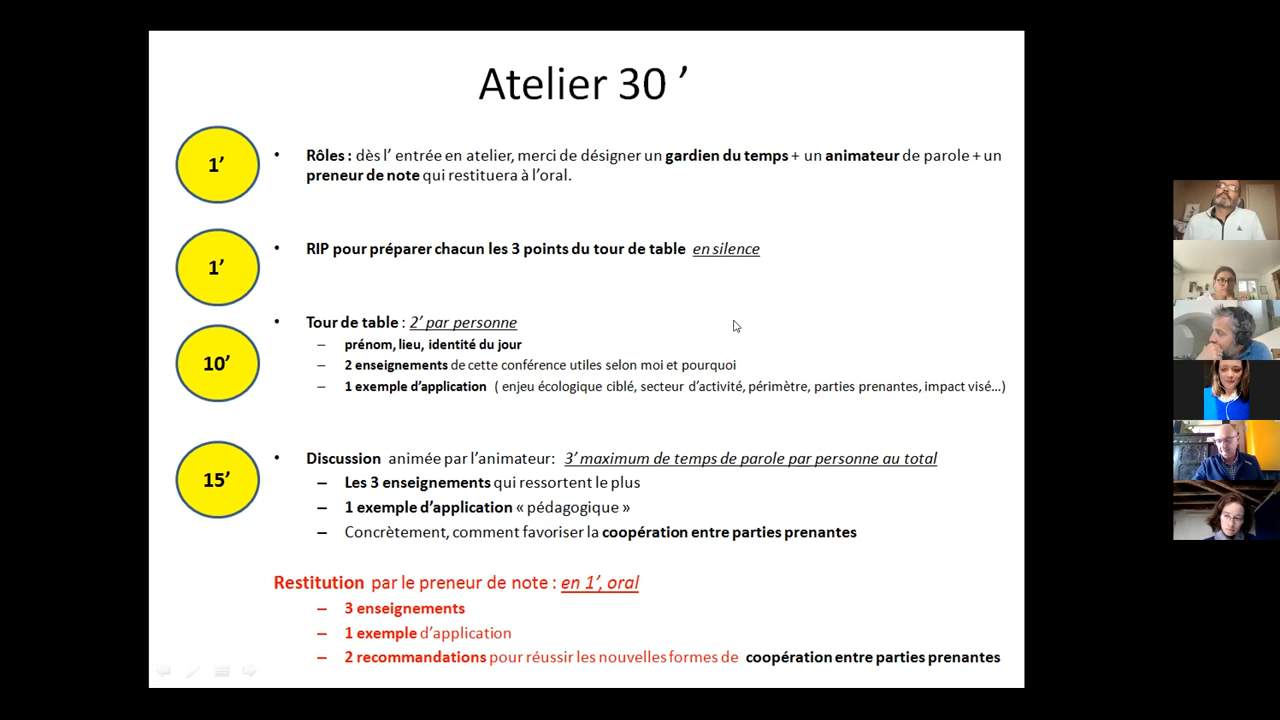 Atelier 30 ’
1’
• Rôles : dès l’ entrée en atelier, merci de désigner un gardien du temps + un animateur de parole + un
preneur de note qui restituera à l’oral.
1’
• RIP pour préparer chacun les 3 points du tour de table en silence
10’
• Tour de table : 2’ par personne
– prénom, lieu, identité du jour
– 2 enseignements de cette conférence utiles selon moi et pourquoi
– 1 exemple d’application ( enjeu écologique ciblé, secteur d’activité, périmètre, parties prenantes, impact visé…)
15’
• Discussion animée par l’animateur: 3’ maximum de temps de parole par personne au total
– Les 3 enseignements qui ressortent le plus
– 1 exemple d’application « pédagogique »
– Concrètement, comment favoriser la coopération entre parties prenantes
Restitution par le preneur de note : en 1’, oral
– 3 enseignements
– 1 exemple d’application
– 2 recommandations pour réussir les nouvelles formes de coopération entre parties prenantes